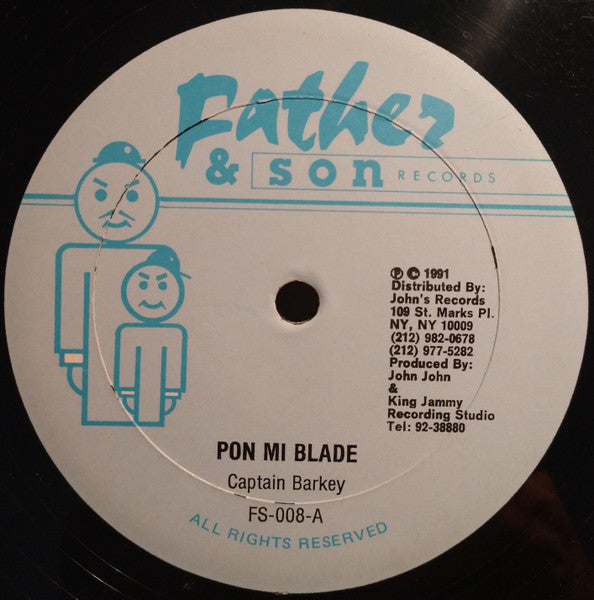 Father
& son RECORDS
℗ © 1991
Distributed By:
John's Records
109 St. Marks Pl.
NY, NY 10009
(212) 982-0678
(212) 977-5282
Produced By:
John John
&
King Jammy
Recording Studio
Tel: 92-38880
PON MI BLADE
Captain Barkey
FS-008-A
ALL RIGHTS RESERVED